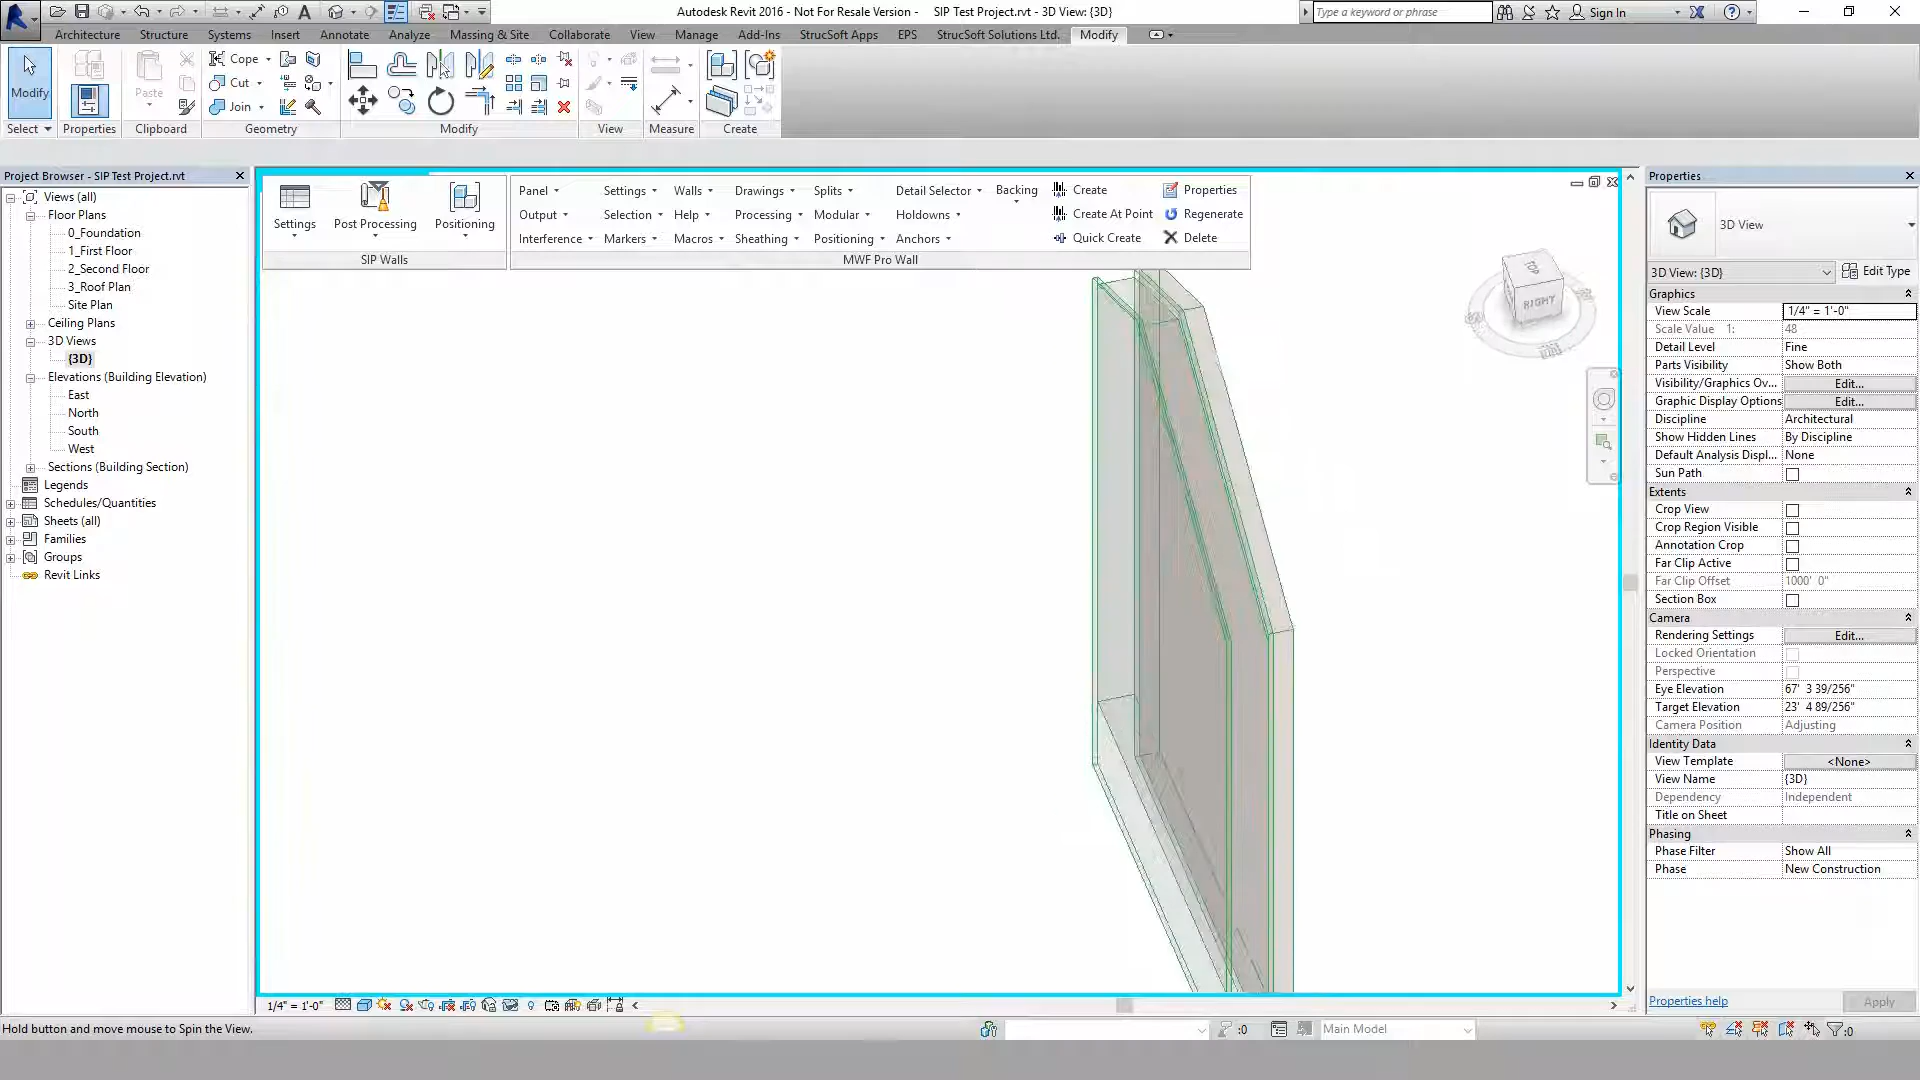 Autodesk Revit 2016 - Not For Resale Version - SIP Test Project.rvt - 3D View: {3D}
Type a keyword or phrase
Sign In
Architecture Structure Systems Insert Annotate Analyze Massing & Site Collaborate View Manage Add-Ins StrucSoft Apps EPS StrucSoft Solutions Ltd. Modify
Modify
Paste
Cope
Cut
Join
Select Properties Clipboard Geometry Modify View Measure Create
Project Browser - SIP Test Project.rvt
Views (all)
Floor Plans
0_Foundation
1_First Floor
2_Second Floor
3_Roof Plan
Site Plan
Ceiling Plans
3D Views
{3D}
Elevations (Building Elevation)
East
North
South
West
Sections (Building Section)
Legends
Schedules/Quantities
Sheets (all)
Families
Groups
Revit Links
Settings Post Processing Positioning
SIP Walls
Panel Settings Walls Drawings Splits Detail Selector Backing Create Properties
Output Selection Help Processing Modular Holdowns Create At Point Regenerate
Interference Markers Macros Sheathing Positioning Anchors Quick Create Delete
MWF Pro Wall
TOP
RIGHT
Properties
3D View
3D View: {3D} Edit Type
Graphics
View Scale 1/4" = 1'-0"
Scale Value 1: 48
Detail Level Fine
Parts Visibility Show Both
Visibility/Graphics Ov... Edit...
Graphic Display Options Edit...
Discipline Architectural
Show Hidden Lines By Discipline
Default Analysis Displ... None
Sun Path
Extents
Crop View
Crop Region Visible
Annotation Crop
Far Clip Active
Far Clip Offset 1000' 0"
Section Box
Camera
Rendering Settings Edit...
Locked Orientation
Perspective
Eye Elevation 67' 3 39/256"
Target Elevation 23' 4 89/256"
Camera Position Adjusting
Identity Data
View Template <None>
View Name {3D}
Dependency Independent
Title on Sheet
Phasing
Phase Filter Show All
Phase New Construction
Properties help Apply
1/4" = 1'-0"
Hold button and move mouse to Spin the View.
:0
Main Model
:0